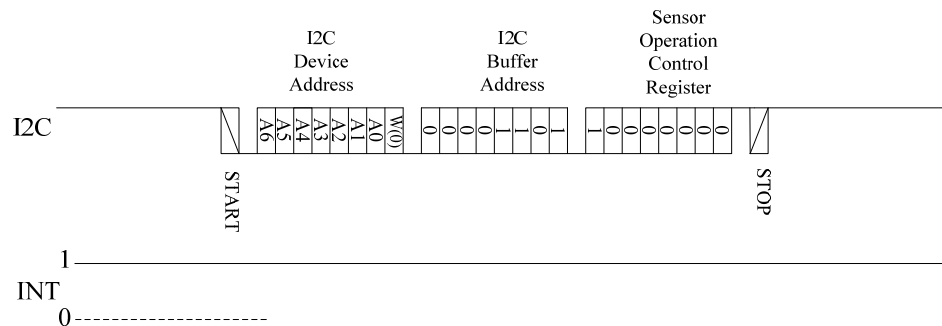 I2C
Device
Address
I2C
Buffer
Address
Sensor
Operation
Control
Register
I2C
A6 A5 A4 A3 A2 A1 A0 W(0)
0 0 0 0 1 1 0 1
1 0 0 0 0 0 0 0
START
STOP
1
INT
0